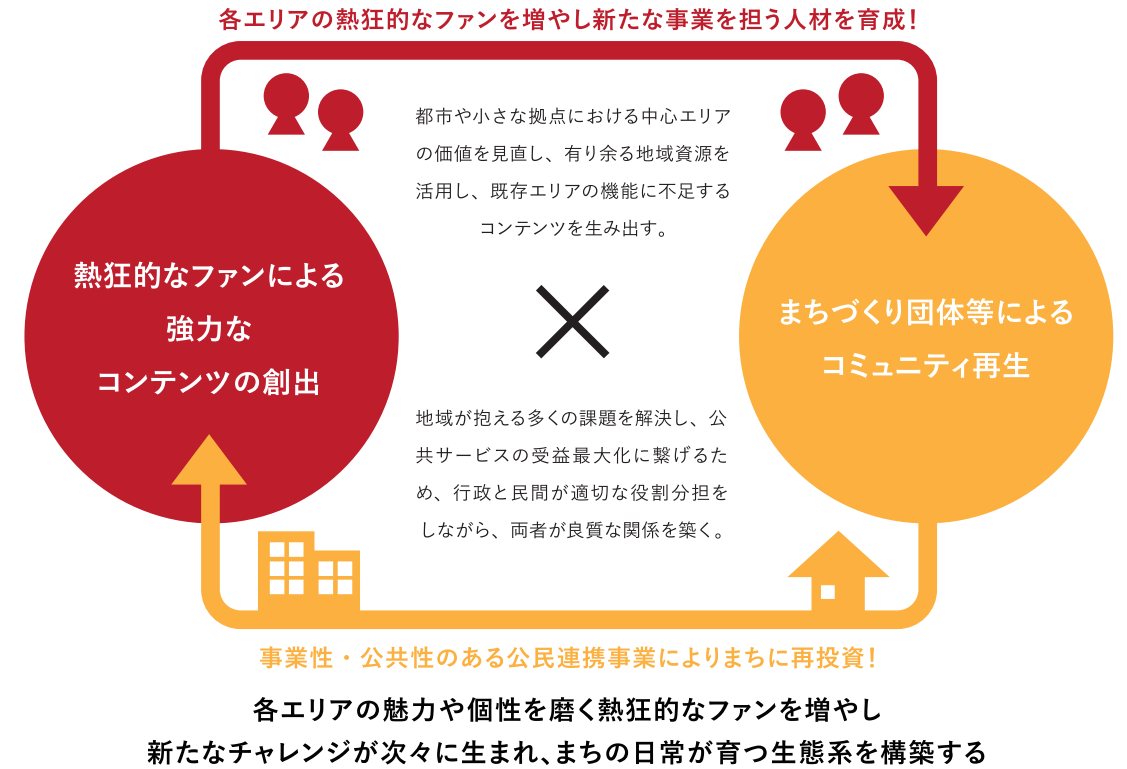 各エリアの熱狂的なファンを増やし新たな事業を担う人材を育成！
都市や小さな拠点における中心エリア
の価値を見直し、有り余る地域資源を
活用し、既存エリアの機能に不足する
コンテンツを生み出す。
熱狂的なファンによる
強力な
コンテンツの創出
まちづくり団体等による
コミュニティ再生
地域が抱える多くの課題を解決し、公
共サービスの受益最大化に繋げるた
め、行政と民間が適切な役割分担を
しながら、両者が良質な関係を築く。
事業性・公共性のある公民連携事業によりまちに再投資！
各エリアの魅力や個性を磨く熱狂的なファンを増やし
新たなチャレンジが次々に生まれ、まちの日常が育つ生態系を構築する